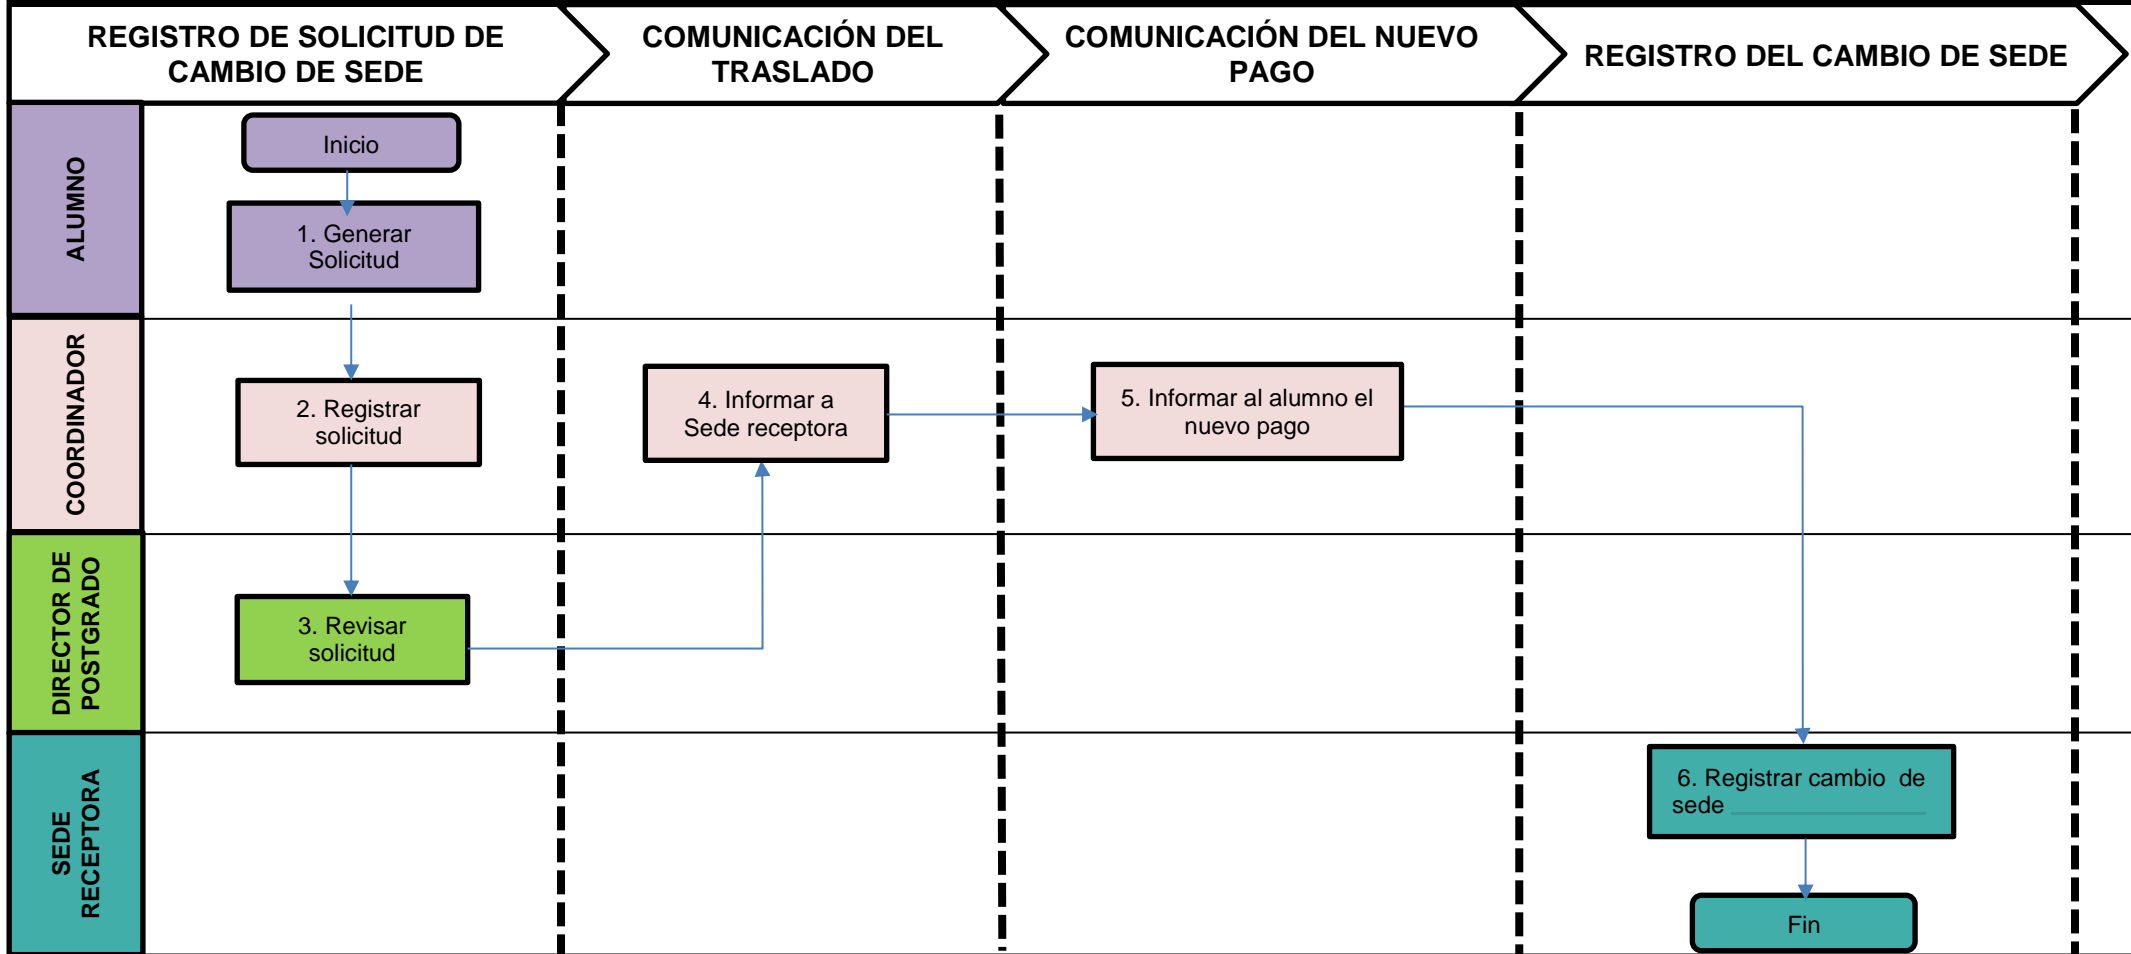 REGISTRO DE SOLICITUD DE
CAMBIO DE SEDE
COMUNICACIÓN DEL
TRASLADO
COMUNICACIÓN DEL NUEVO
PAGO
REGISTRO DEL CAMBIO DE SEDE
ALUMNO
Inicio
1. Generar
Solicitud
COORDINADOR
2. Registrar
solicitud
4. Informar a
Sede receptora
5. Informar al alumno el
nuevo pago
DIRECTOR DE
POSTGRADO
3. Revisar
solicitud
SEDE
RECEPTORA
6. Registrar cambio de
sede
Fin